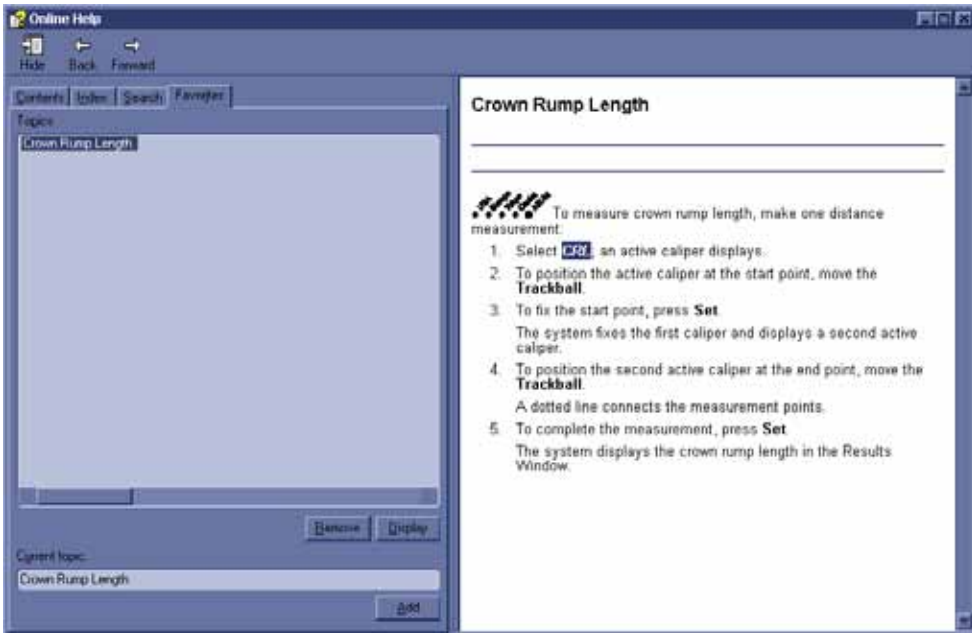 Online Help
Hide Back Forward
Contents Index Search Favorites
Topics:
Crown Rump Length
Remove Display
Current topic:
Crown Rump Length
Add
Crown Rump Length
To measure crown rump length, make one distance
measurement:
1. Select CRL; an active caliper displays.
2. To position the active caliper at the start point, move the
Trackball.
3. To fix the start point, press Set.
The system fixes the first caliper and displays a second active
caliper.
4. To position the second active caliper at the end point, move the
Trackball.
A dotted line connects the measurement points.
5. To complete the measurement, press Set.
The system displays the crown rump length in the Results
Window.